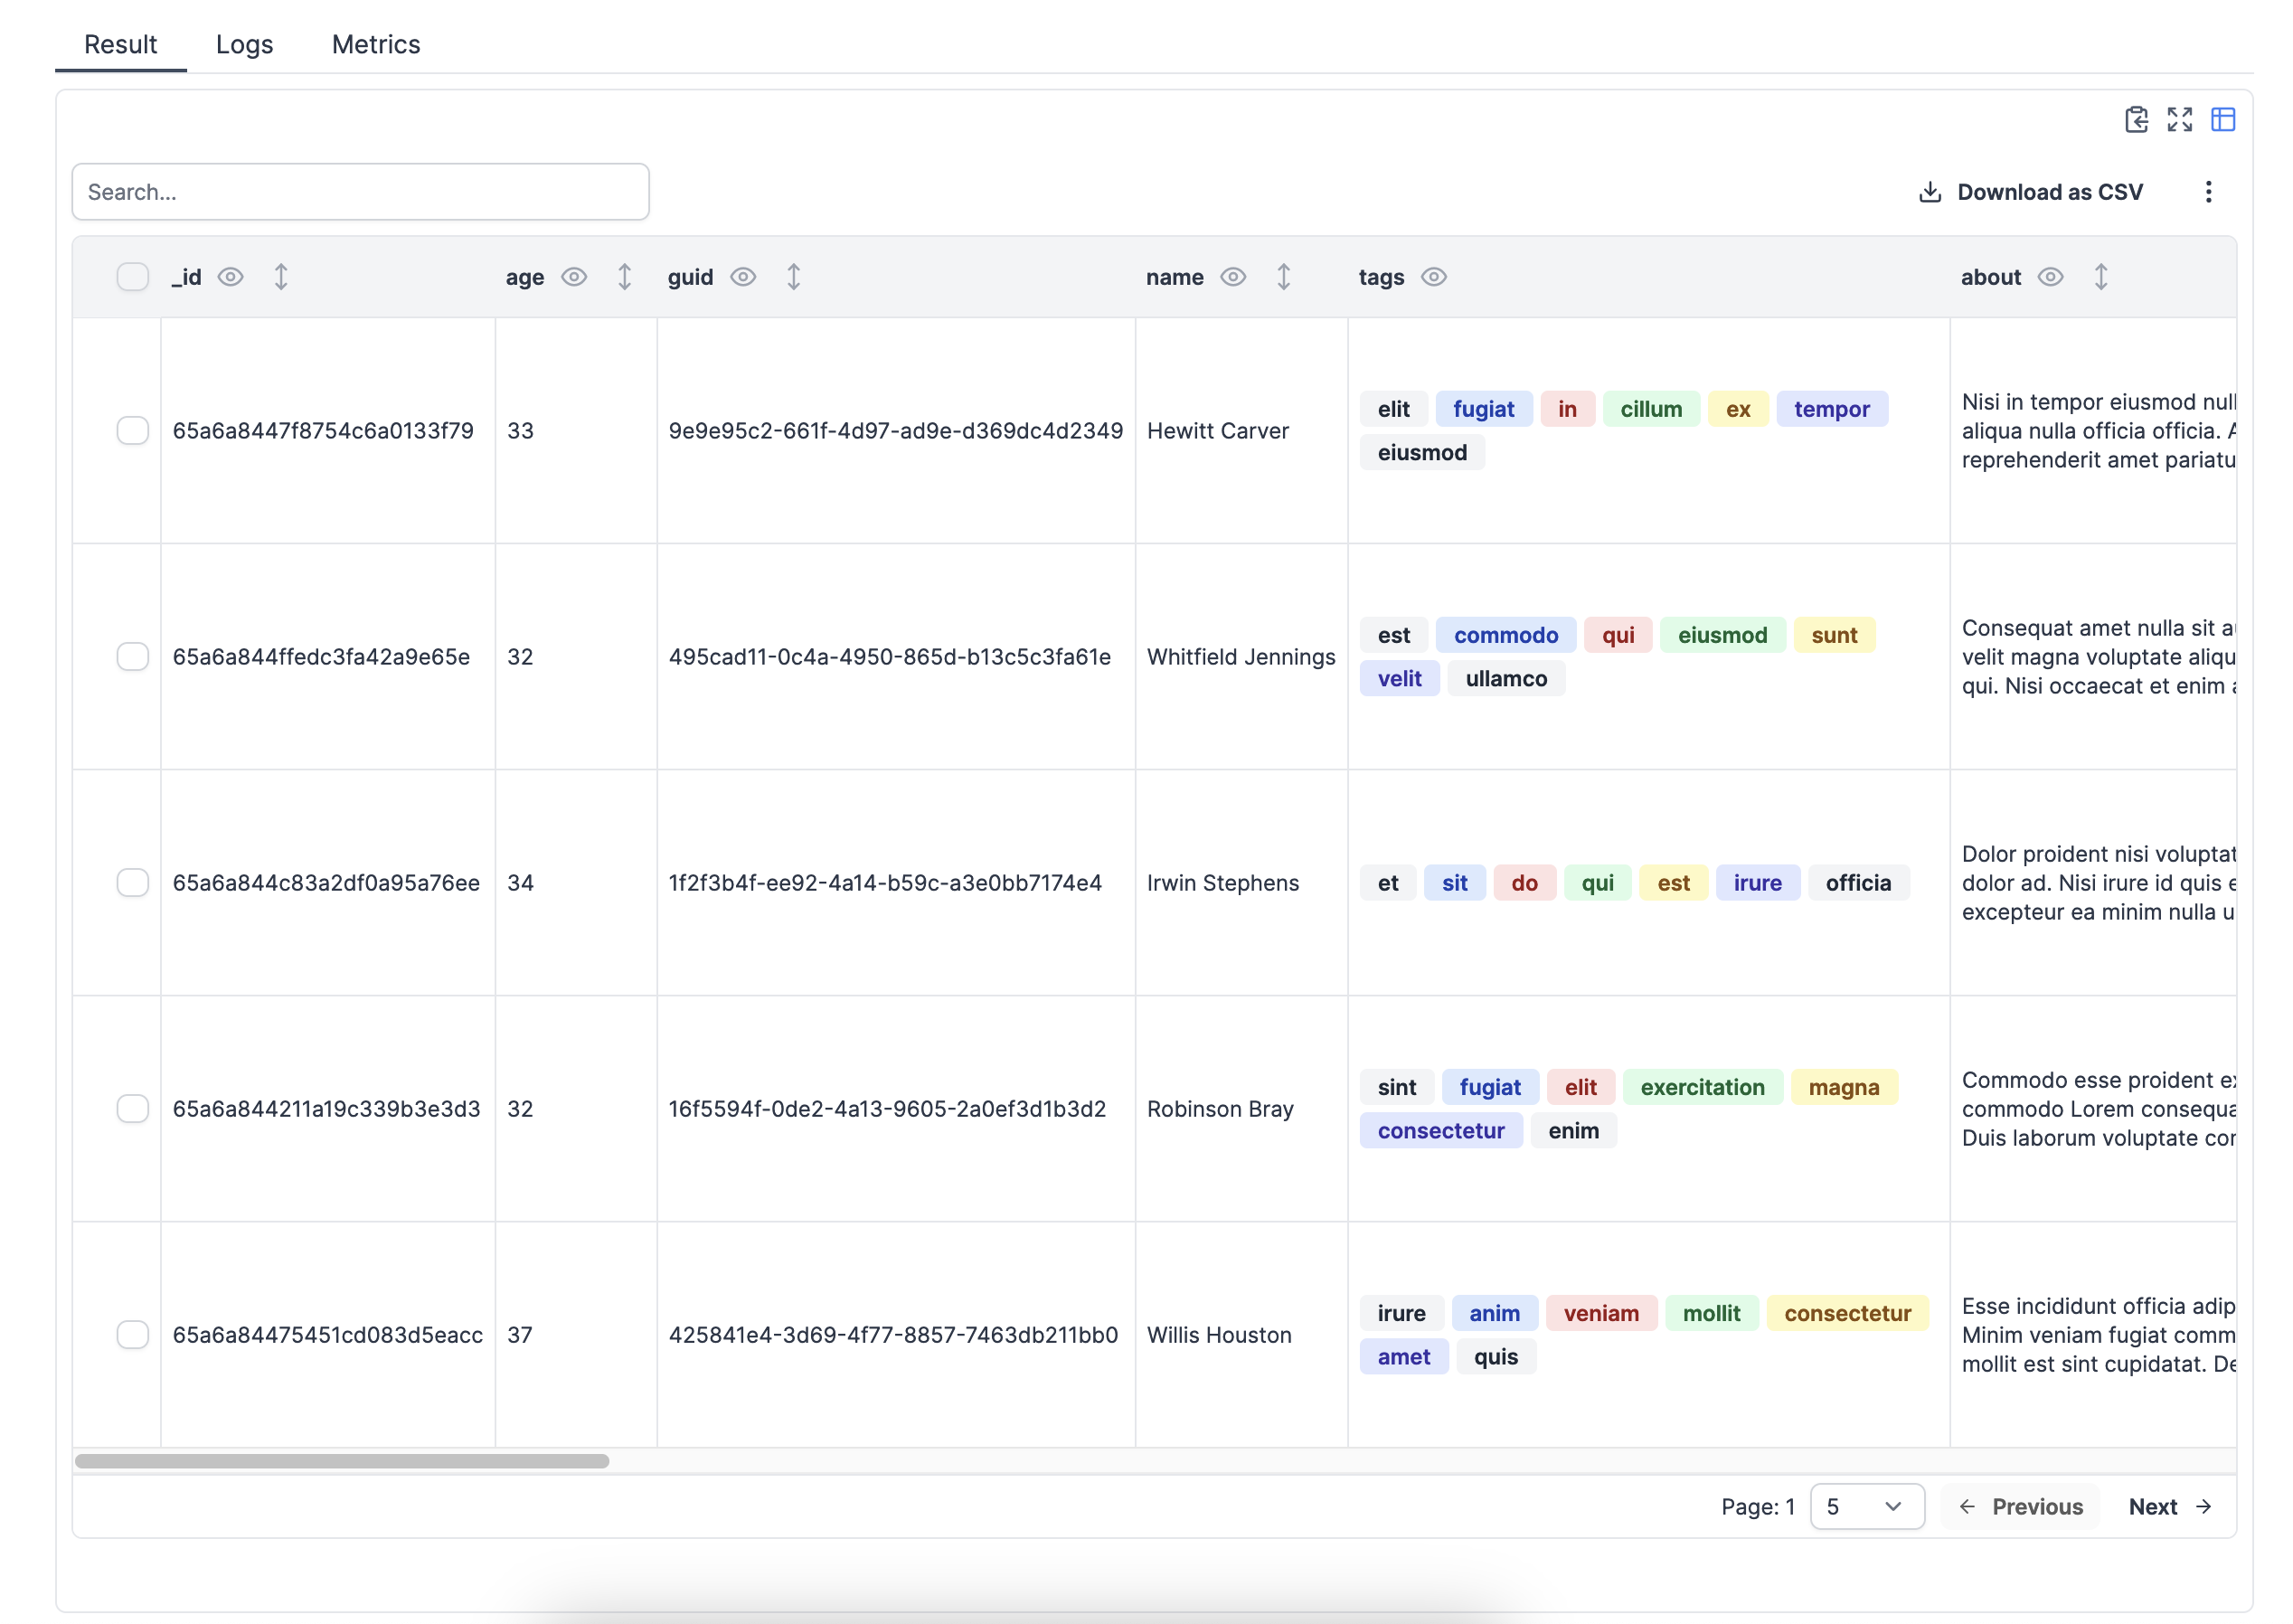 Result Logs Metrics
Search...
Download as CSV
_id age guid name tags about
65a6a8447f8754c6a0133f79 33 9e9e95c2-661f-4d97-ad9e-d369dc4d2349 Hewitt Carver
elit fugiat in cillum ex tempor
eiusmod
Nisi in tempor eiusmod null
aliqua nulla officia officia. A
reprehenderit amet pariatu
65a6a844ffedc3fa42a9e65e 32 495cad11-0c4a-4950-865d-b13c5c3fa61e Whitfield Jennings
est commodo qui eiusmod sunt
velit ullamco
Consequat amet nulla sit a
velit magna voluptate aliqu
qui. Nisi occaecat et enim a
65a6a844c83a2df0a95a76ee 34 1f2f3b4f-ee92-4a14-b59c-a3e0bb7174e4 Irwin Stephens
et sit do qui est irure officia
Dolor proident nisi voluptat
dolor ad. Nisi irure id quis e
excepteur ea minim nulla u
65a6a844211a19c339b3e3d3 32 16f5594f-0de2-4a13-9605-2a0ef3d1b3d2 Robinson Bray
sint fugiat elit exercitation magna
consectetur enim
Commodo esse proident ex
commodo Lorem consequa
Duis laborum voluptate cor
65a6a84475451cd083d5eacc 37 425841e4-3d69-4f77-8857-7463db211bb0 Willis Houston
irure anim veniam mollit consectetur
amet quis
Esse incididunt officia adip
Minim veniam fugiat comm
mollit est sint cupidatat. De
Page: 1 5 Previous Next